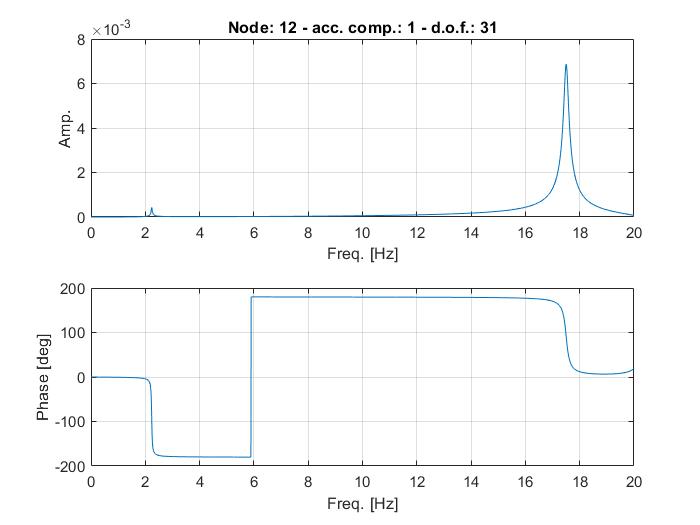 ×10⁻³
Node: 12 - acc. comp.: 1 - d.o.f.: 31
8
6
4
2
0
Amp.
0 2 4 6 8 10 12 14 16 18 20
Freq. [Hz]
200
100
0
-100
-200
Phase [deg]
0 2 4 6 8 10 12 14 16 18 20
Freq. [Hz]